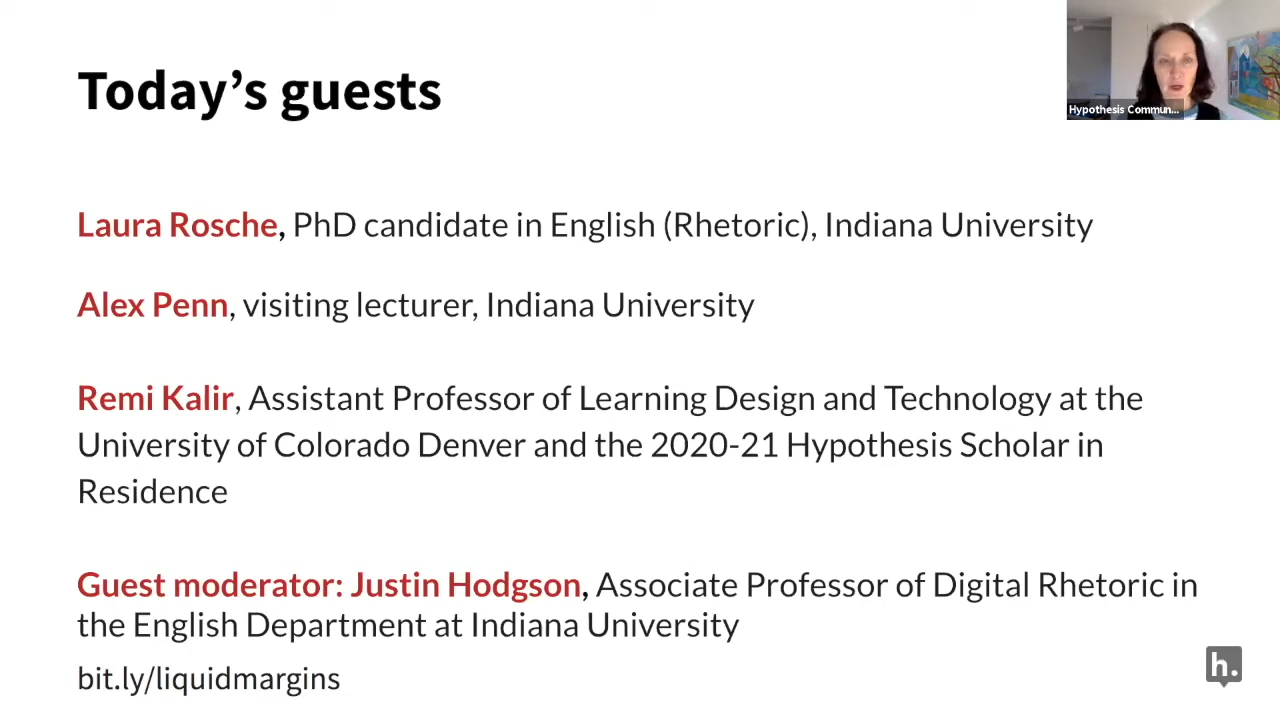 Today's guests
Hypothesis Commun...
Laura Rosche, PhD candidate in English (Rhetoric), Indiana University
Alex Penn, visiting lecturer, Indiana University
Remi Kalir, Assistant Professor of Learning Design and Technology at the
University of Colorado Denver and the 2020-21 Hypothesis Scholar in
Residence
Guest moderator: Justin Hodgson, Associate Professor of Digital Rhetoric in
the English Department at Indiana University
bit.ly/liquidmargins
h.